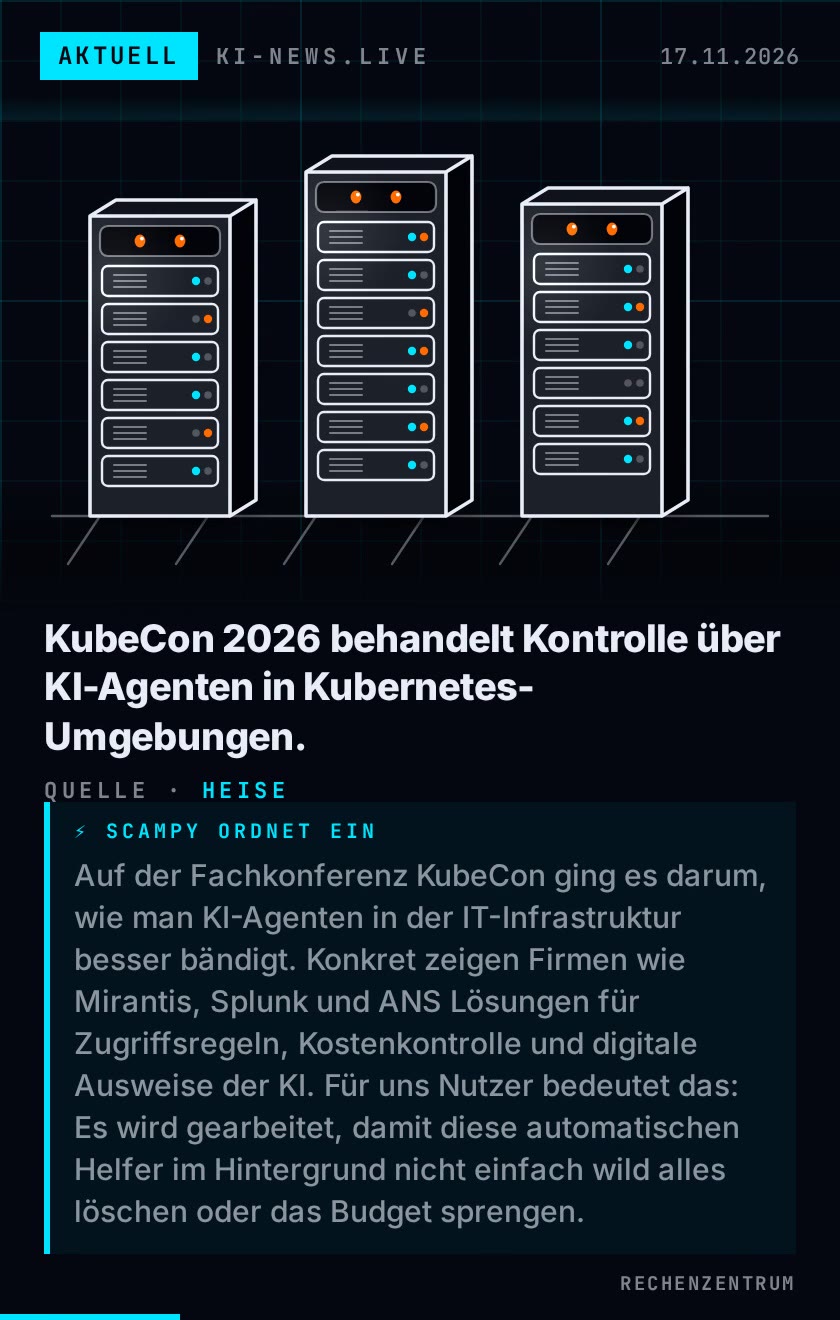 AKTUELL KI-NEWS.LIVE 17.11.2026
KubeCon 2026 behandelt Kontrolle über
KI-Agenten in Kubernetes-
Umgebungen.
QUELLE · HEISE
⚡ SCAMPY ORDNET EIN
Auf der Fachkonferenz KubeCon ging es darum,
wie man KI-Agenten in der IT-Infrastruktur
besser bändigt. Konkret zeigen Firmen wie
Mirantis, Splunk und ANS Lösungen für
Zugriffsregeln, Kostenkontrolle und digitale
Ausweise der KI. Für uns Nutzer bedeutet das:
Es wird gearbeitet, damit diese automatischen
Helfer im Hintergrund nicht einfach wild alles
löschen oder das Budget sprengen.
RECHENZENTRUM